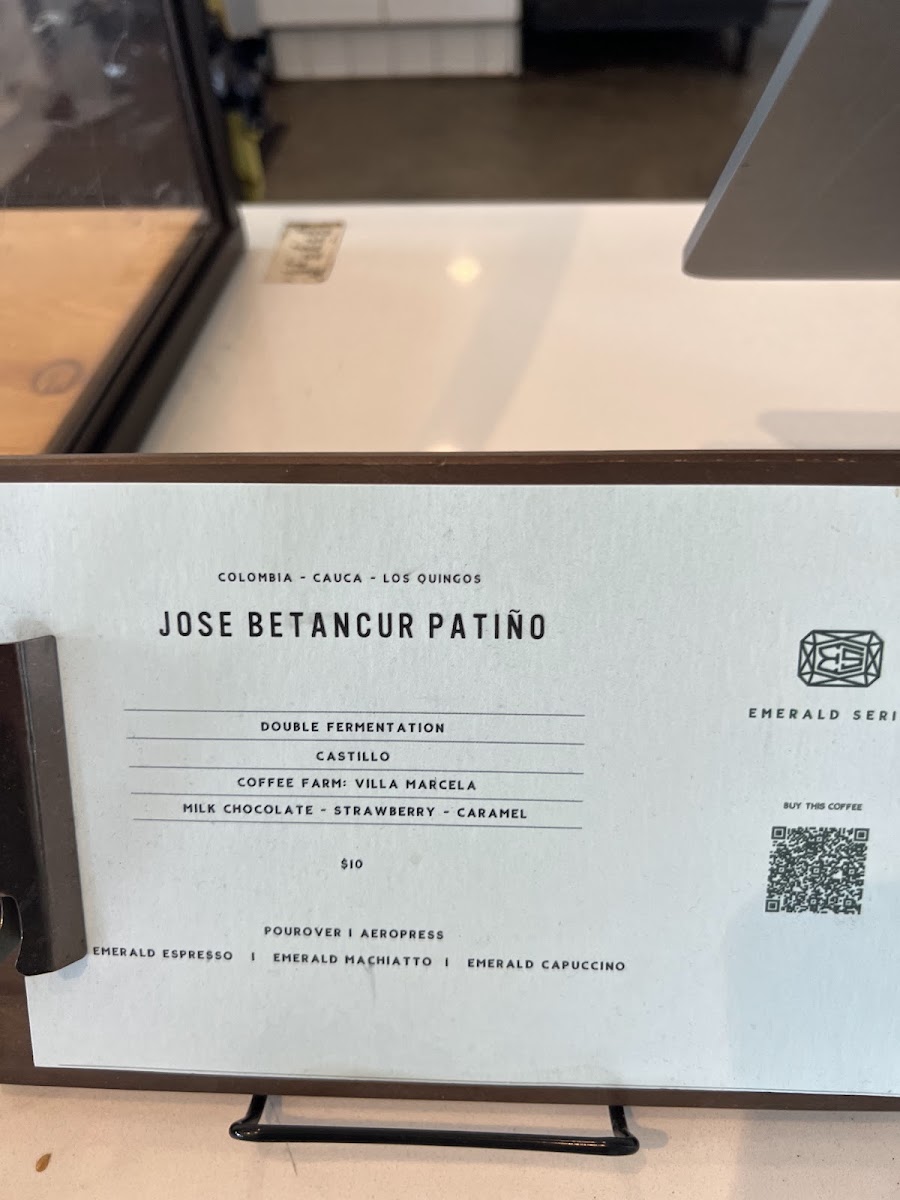 COLOMBIA - CAUCA - LOS QUINGOS
JOSE BETANCUR PATIÑO
DOUBLE FERMENTATION
CASTILLO
COFFEE FARM: VILLA MARCELA
MILK CHOCOLATE - STRAWBERRY - CARAMEL
$10
POUROVER | AEROPRESS
EMERALD ESPRESSO | EMERALD MACHIATTO | EMERALD CAPUCCINO
EMERALD SERI
BUY THIS COFFEE